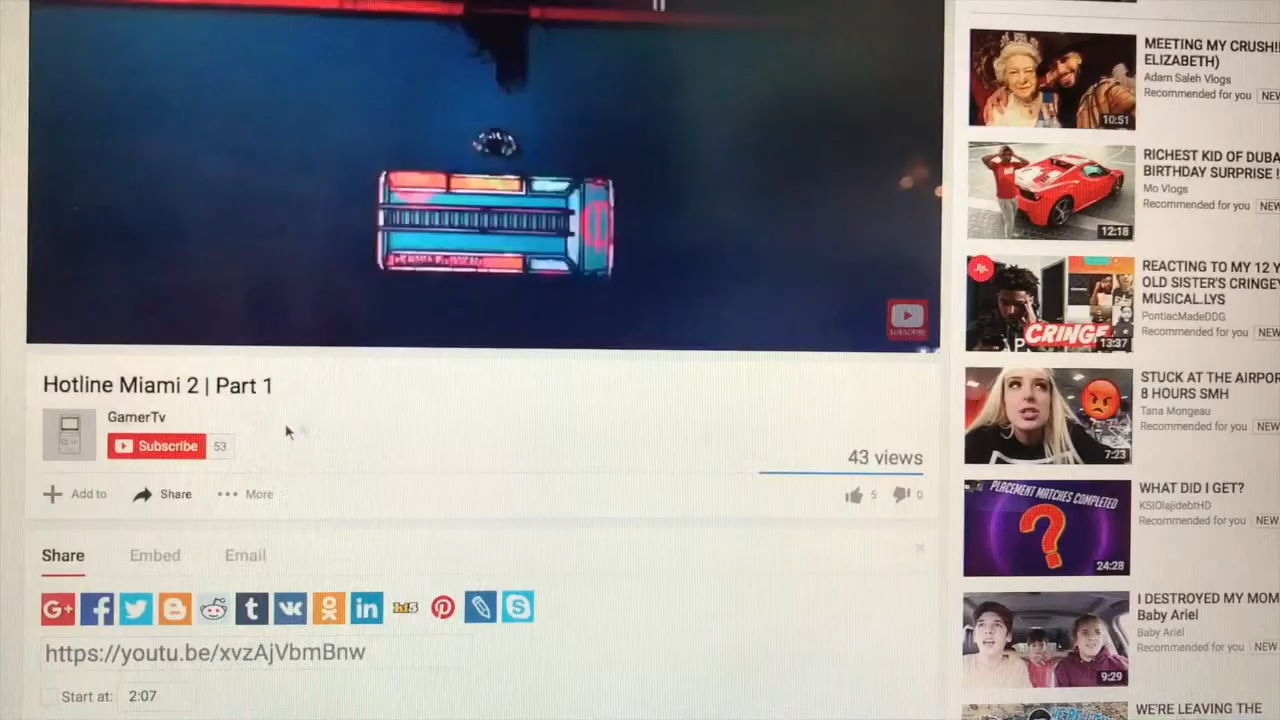 SUBSCRIBE
Hotline Miami 2 | Part 1
GamerTv
Subscribe 53
43 views
Add to Share More
5 0
Share Embed Email
G+ hi5
https://youtu.be/xvzAjVbmBnw
Start at: 2:07
MEETING MY CRUSH!!
ELIZABETH)
Adam Saleh Vlogs
Recommended for you NEW
10:51
RICHEST KID OF DUBA
BIRTHDAY SURPRISE !
Mo Vlogs
Recommended for you NEW
12:18
REACTING TO MY 12 Y
OLD SISTER'S CRINGEY
MUSICAL.LYS
PontiacMadeDDG
Recommended for you NEW
CRINGE
13:37
STUCK AT THE AIRPOR
8 HOURS SMH
Tana Mongeau
Recommended for you NEW
7:23
WHAT DID I GET?
KSIOlajidebtHD
Recommended for you NEW
PLACEMENT MATCHES COMPLETED
?
24:28
I DESTROYED MY MOM
Baby Ariel
Baby Ariel
Recommended for you NEW
9:29
WE'RE LEAVING THE